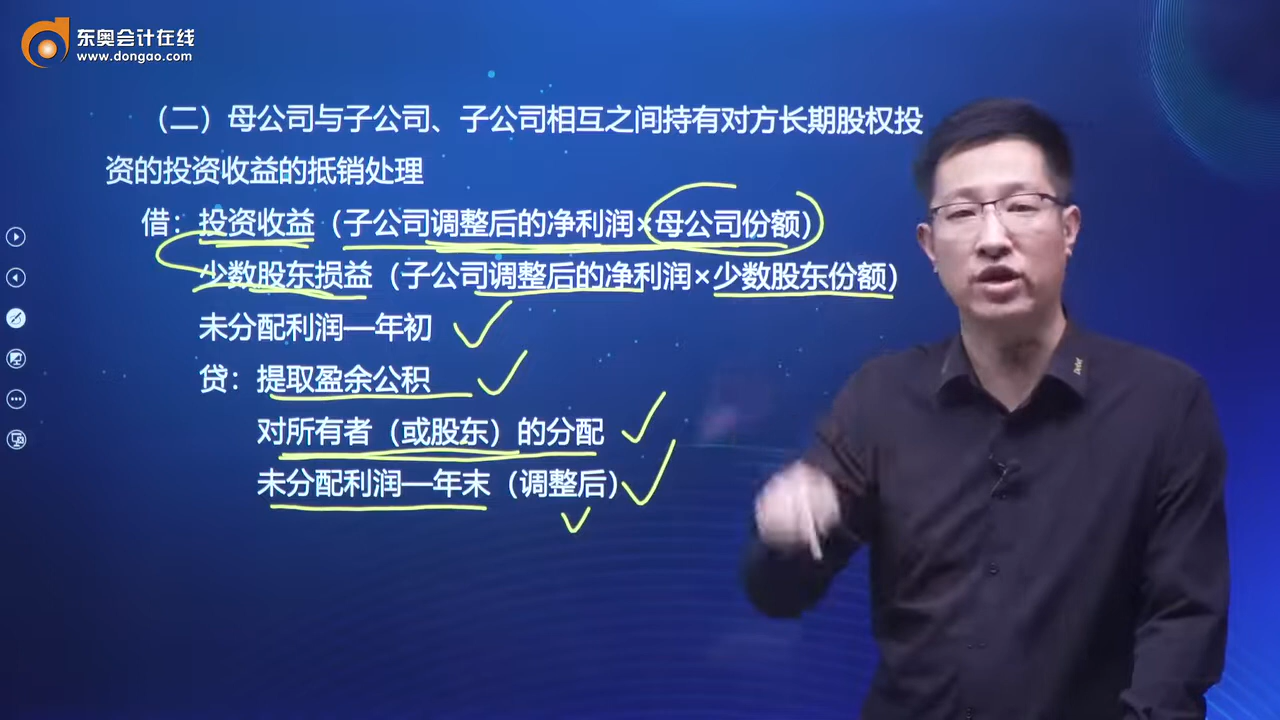 东奥会计在线
www.dongao.com
（二）母公司与子公司、子公司相互之间持有对方长期股权投
资的投资收益的抵销处理
借：投资收益（子公司调整后的净利润×母公司份额）
少数股东损益（子公司调整后的净利润×少数股东份额）
未分配利润—年初
贷：提取盈余公积
对所有者（或股东）的分配
未分配利润—年末（调整后）